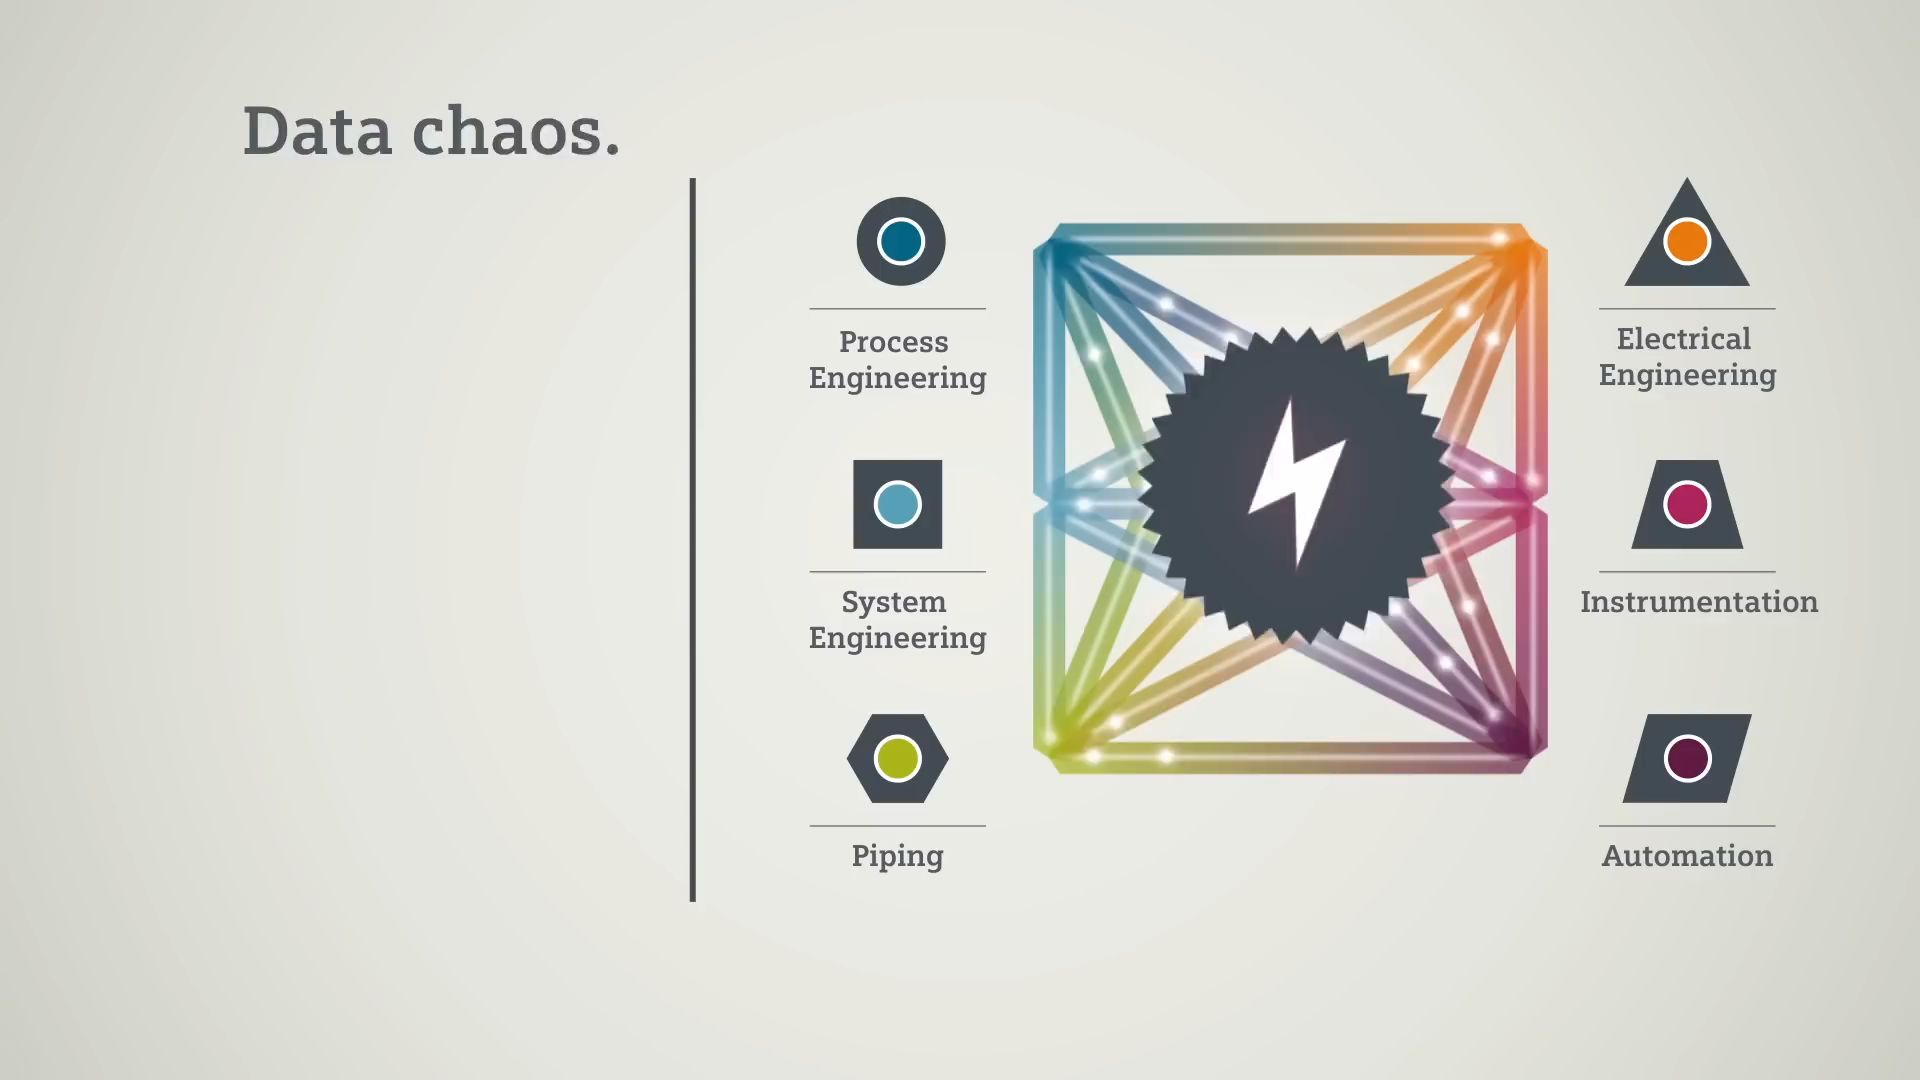 Data chaos.
Process
Engineering
Electrical
Engineering
System
Engineering
Instrumentation
Piping
Automation